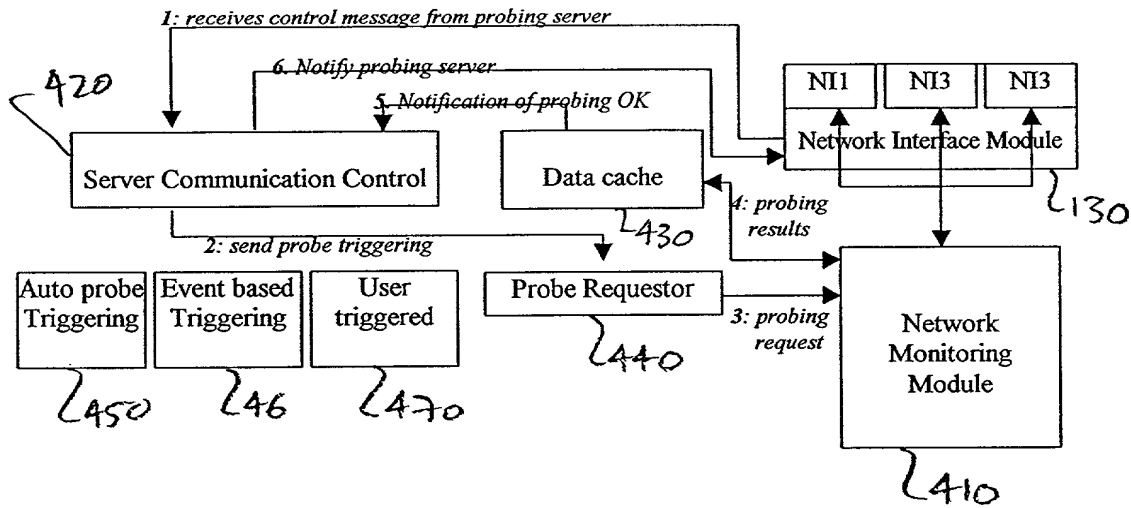 1: receives control message from probing server
6. Notify probing server
420
5. Notification of probing OK
NI1
NI3
NI3
Network Interface Module
130
Server Communication Control
Data cache
430
4: probing
results
2: send probe triggering
Auto probe
Triggering
Event based
Triggering
User
triggered
Probe Requestor
3: probing
request
Network
Monitoring
Module
440
450
46
470
410